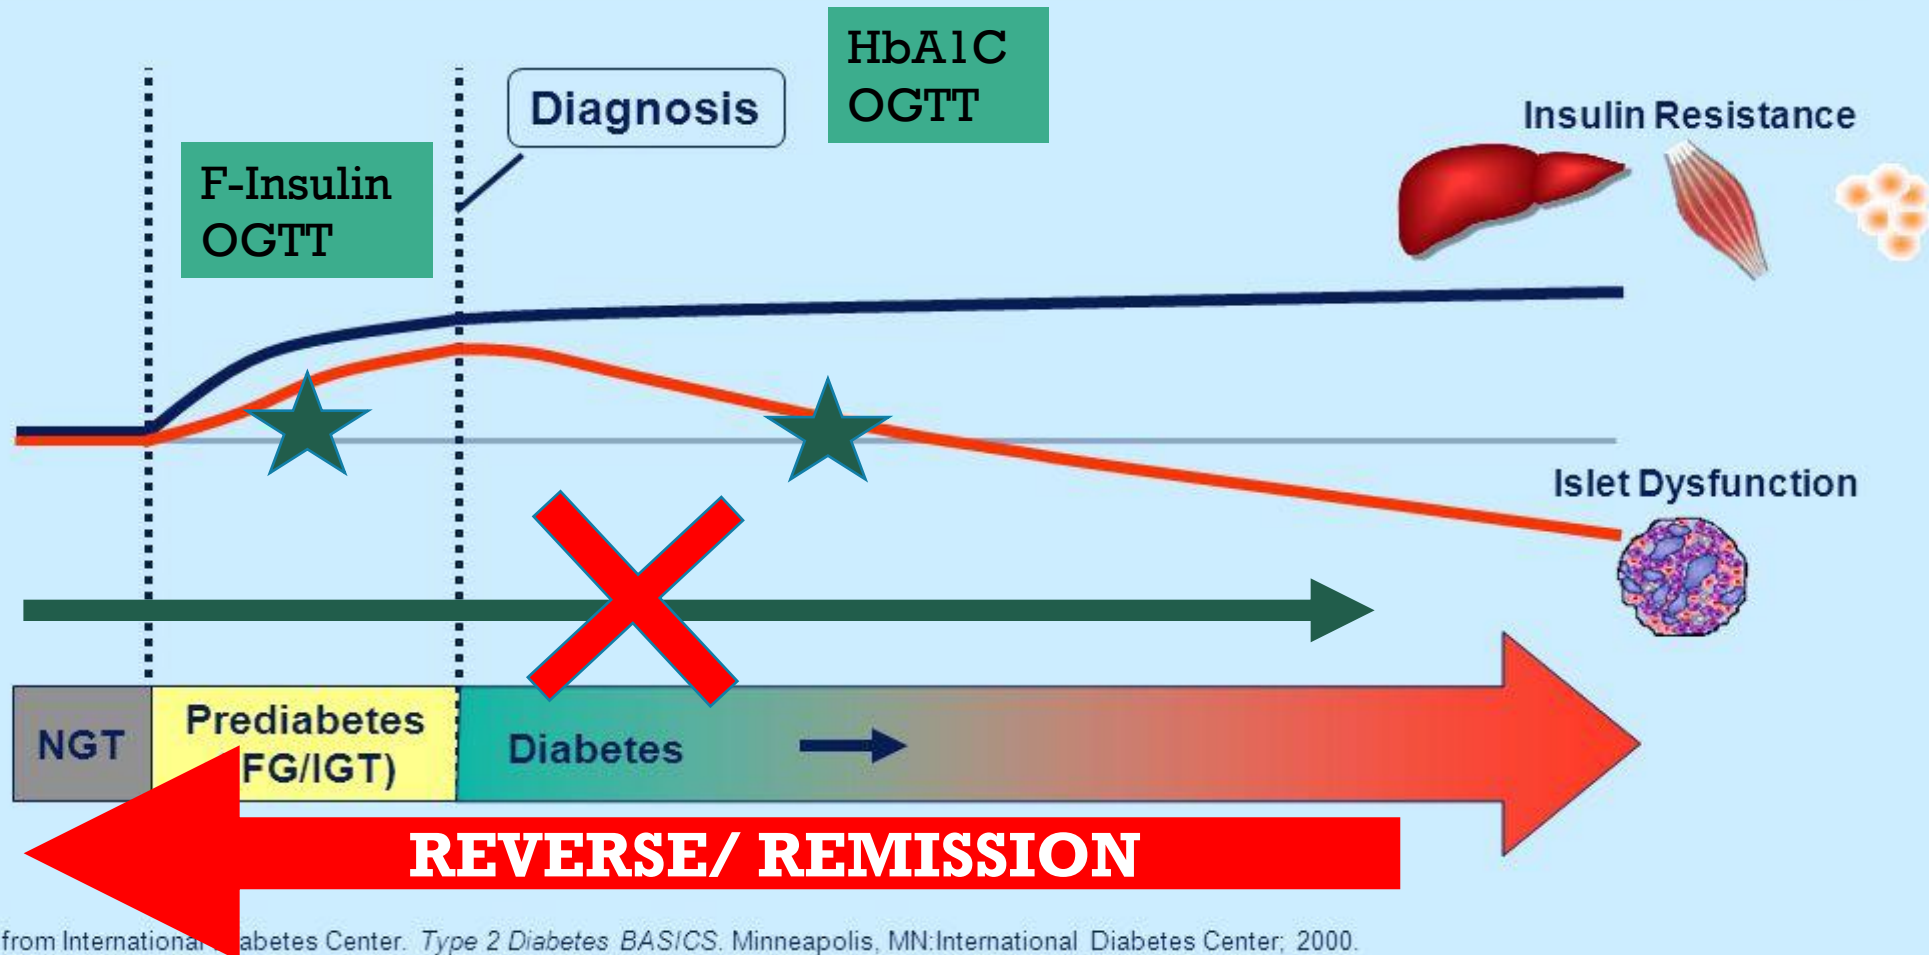 HbA1C
OGTT
Diagnosis
Insulin Resistance
F-Insulin
OGTT
Islet Dysfunction
NGT
Prediabetes
FG/IGT)
Diabetes
REVERSE/ REMISSION
from International abetes Center. Type 2 Diabetes BASICS. Minneapolis, MN:International Diabetes Center; 2000.